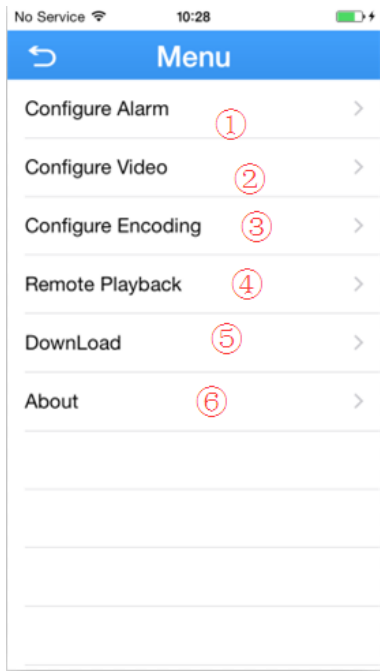 No Service 10:28
Menu
Configure Alarm ①
Configure Video ②
Configure Encoding ③
Remote Playback ④
DownLoad ⑤
About ⑥